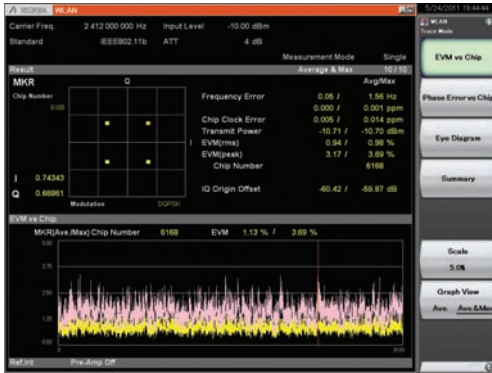 WLAN
5/24/2011 19:44:44
Carrier Freq. 2 412 000 000 Hz Input Level -10.00 dBm
Standard IEEE802.11b ATT 4 dB
Measurement Mode Single
Result Average & Max 10 / 10
MKR Q Avg/Max
Chip Number
6168
Frequency Error 0.05 / 1.56 Hz
0.000 / 0.001 ppm
Chip Clock Error 0.005 / 0.014 ppm
Transmit Power -10.71 / -10.70 dBm
I EVM(rms) 0.94 / 0.98 %
EVM(peak) 3.17 / 3.69 %
Chip Number 6168
I 0.74343
Q 0.66861
IQ Origin Offset -60.42 / -59.87 dB
Modulation DQPSK
EVM vs Chip
MKR(Ave./Max) Chip Number 6168 EVM 1.13 % / 3.69 %
5.00
3.75
2.50
1.25
0.00
0
Ref.Int Pre-Amp Off
WLAN
Trace Mode
EVM vs Chip
Phase Error vs Chip
Eye Diagram
Summary
Scale
5.0%
Graph View
Ave. Ave.&Max